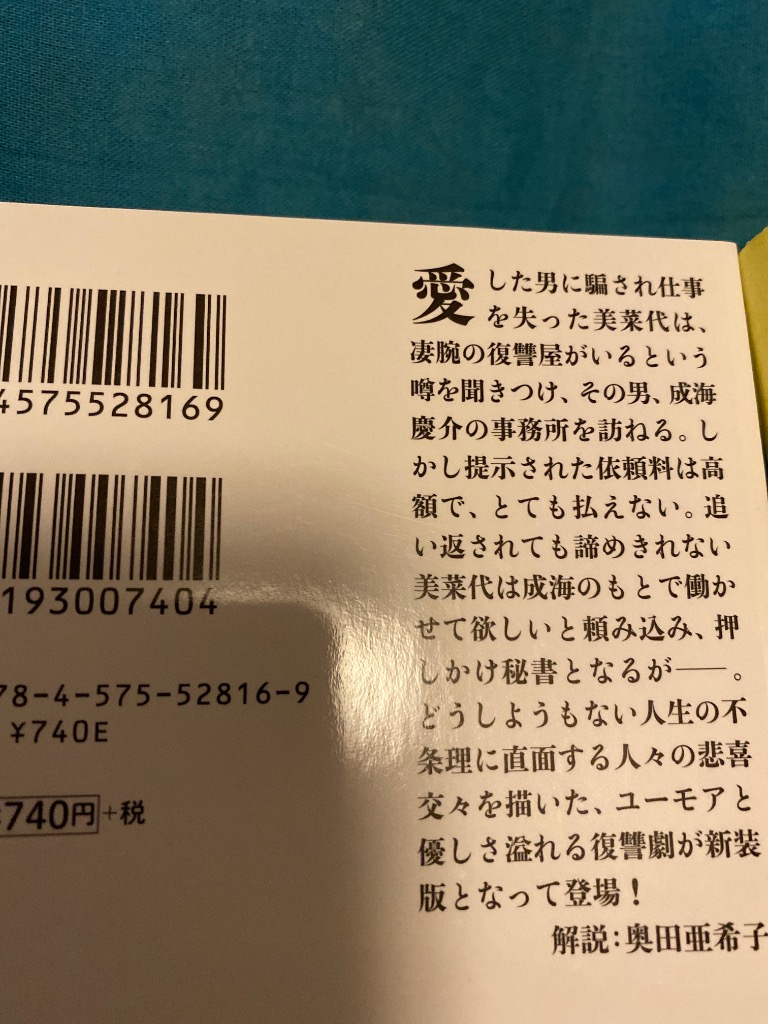 4575528169
193007404
78-4-575-52816-9
¥740E
740円+税
愛した男に騙され仕事
を失った美菜代は、
凄腕の復讐屋がいるという
噂を聞きつけ、その男、成海
慶介の事務所を訪ねる。し
かし提示された依頼料は高
額で、とても払えない。追
い返されても諦めきれない
美菜代は成海のもとで働か
せて欲しいと頼み込み、押
しかけ秘書となるが──。
どうしようもない人生の不
条理に直面する人々の悲喜
交々を描いた、ユーモアと
優しさ溢れる復讐劇が新装
版となって登場！
解説：奥田亜希子